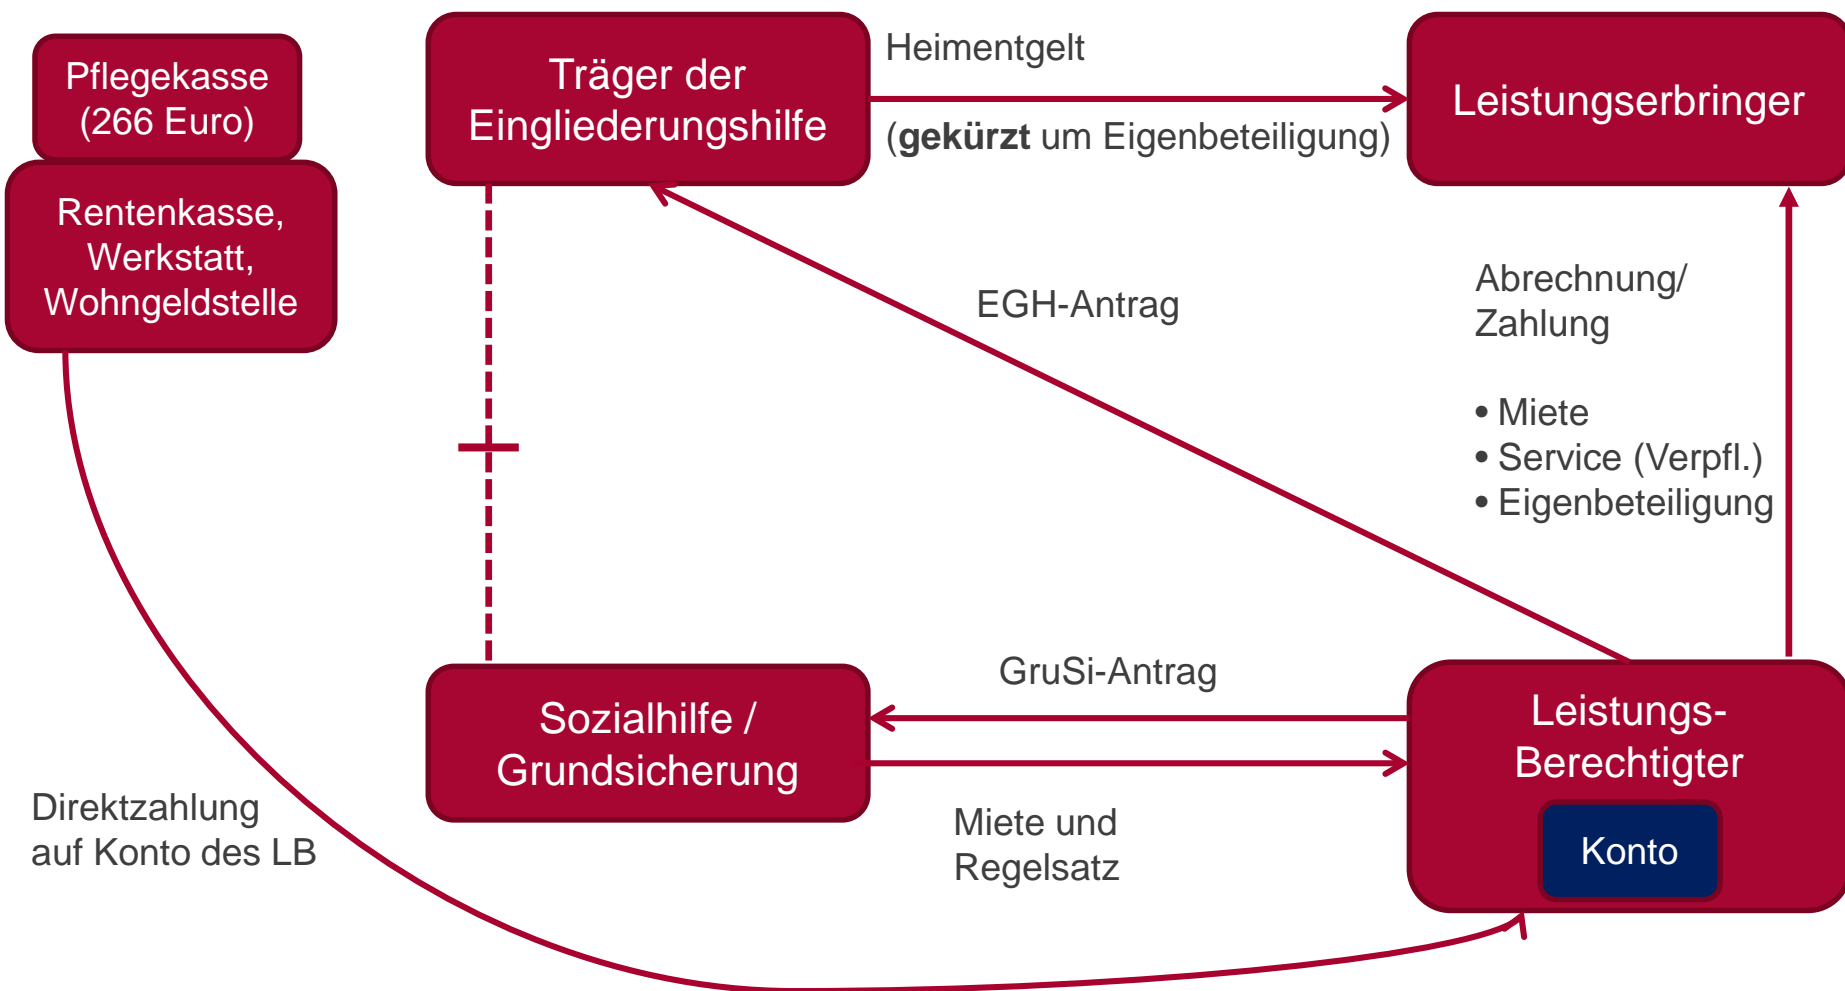 Pflegekasse
(266 Euro)
Rentenkasse,
Werkstatt,
Wohngeldstelle
Träger der
Eingliederungshilfe
Heimentgelt
(gekürzt um Eigenbeteiligung)
Leistungserbringer
EGH-Antrag
Abrechnung/
Zahlung
• Miete
• Service (Verpfl.)
• Eigenbeteiligung
GruSi-Antrag
Sozialhilfe /
Grundsicherung
Miete und
Regelsatz
Leistungs-
Berechtigter
Konto
Direktzahlung
auf Konto des LB